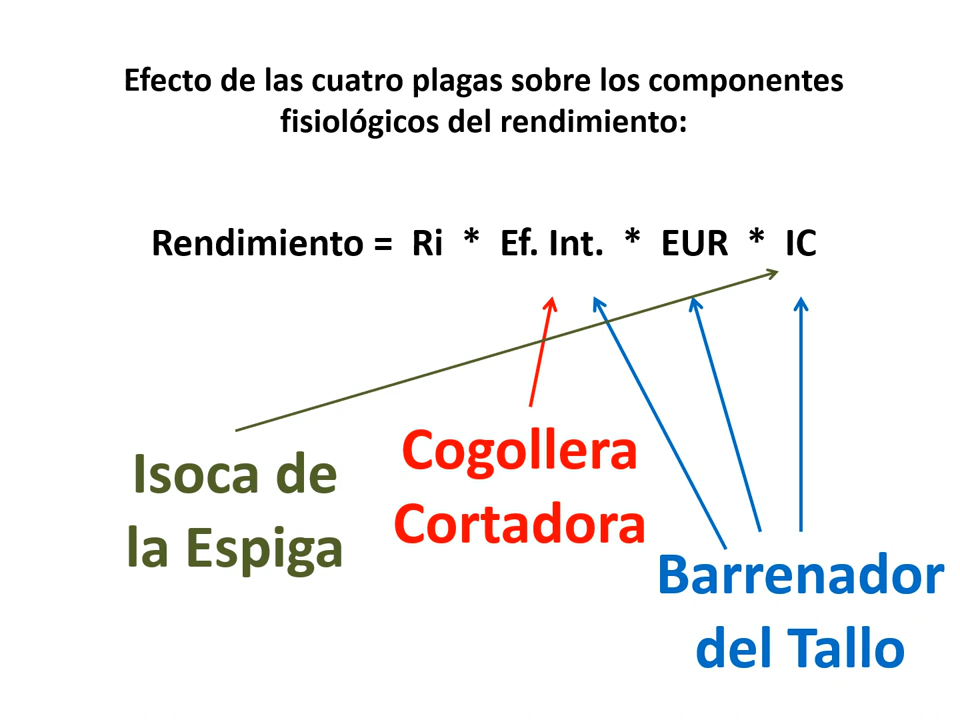 Efecto de las cuatro plagas sobre los componentes
fisiológicos del rendimiento:
Rendimiento = Ri * Ef. Int. * EUR * IC
Isoca de
la Espiga
Cogollera
Cortadora
Barrenador
del Tallo